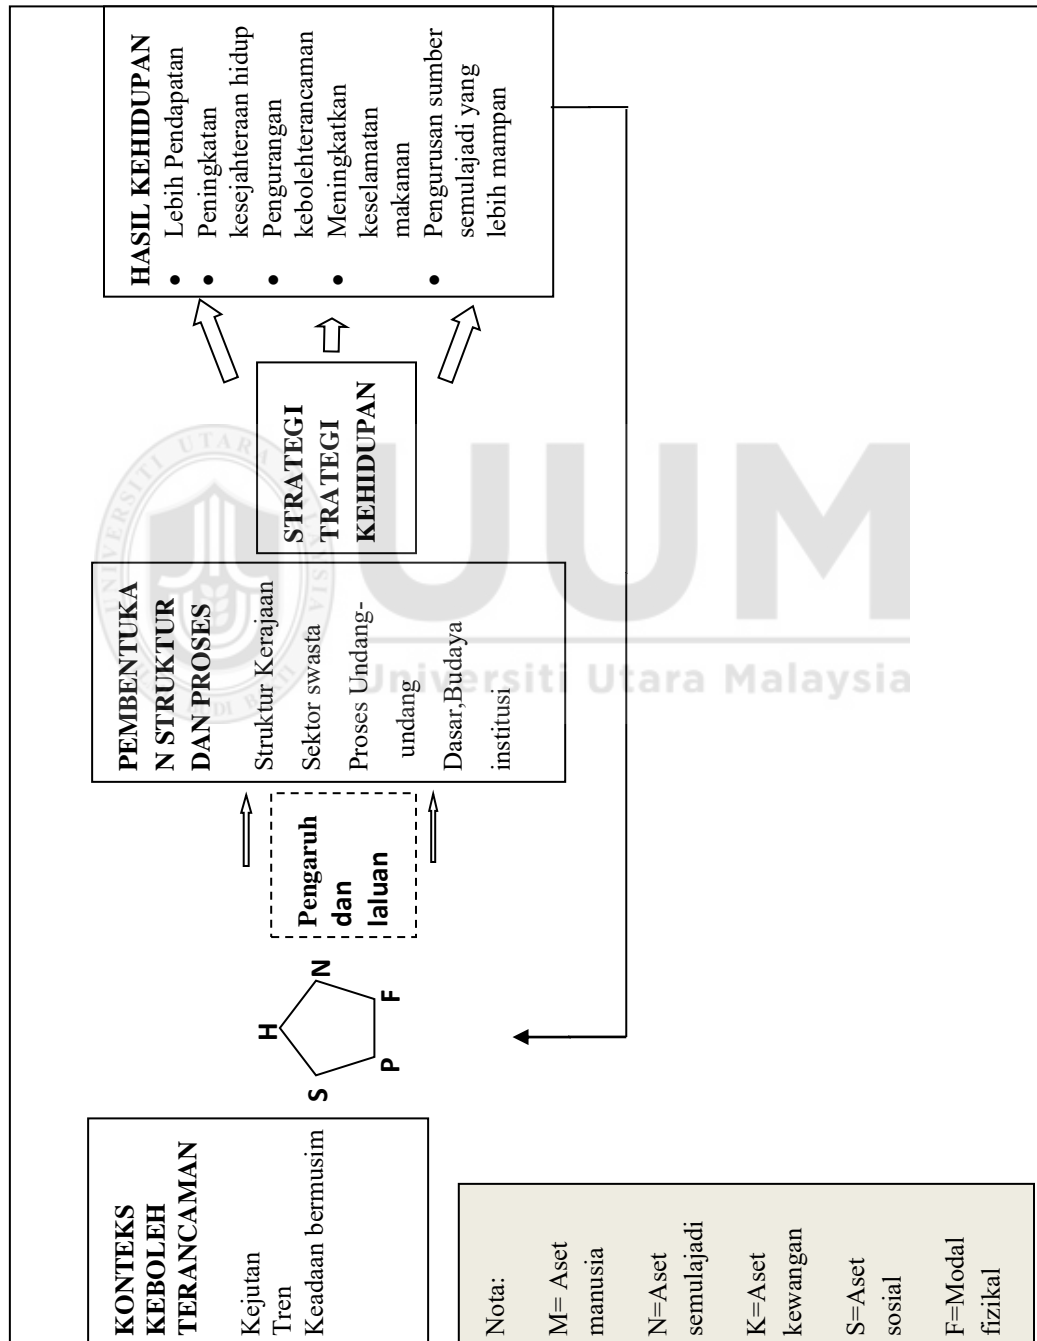 KONTEKS
KEBOLEH
TERANCAMAN
Kejutan
Tren
Keadaan bermusim
H
S
N
P
F
Pengaruh
dan
laluan
PEMBENTUKA
N STRUKTUR
DAN PROSES
Struktur Kerajaan
Sektor swasta
Proses Undang-
undang
Dasar,Budaya
institusi
STRATEGI
TRATEGI
KEHIDUPAN
HASIL KEHIDUPAN
• Lebih Pendapatan
• Peningkatan
kesejahteraan hidup
• Pengurangan
kebolehterancaman
• Meningkatkan
keselamatan
makanan
• Pengurusan sumber
semulajadi yang
lebih mampan
Nota:
M= Aset
manusia
N=Aset
semulajadi
K=Aset
kewangan
S=Aset
sosial
F=Modal
fizikal
UUM
Universiti Utara Malaysia
UNIVERSITI UTARA MALAYSIA